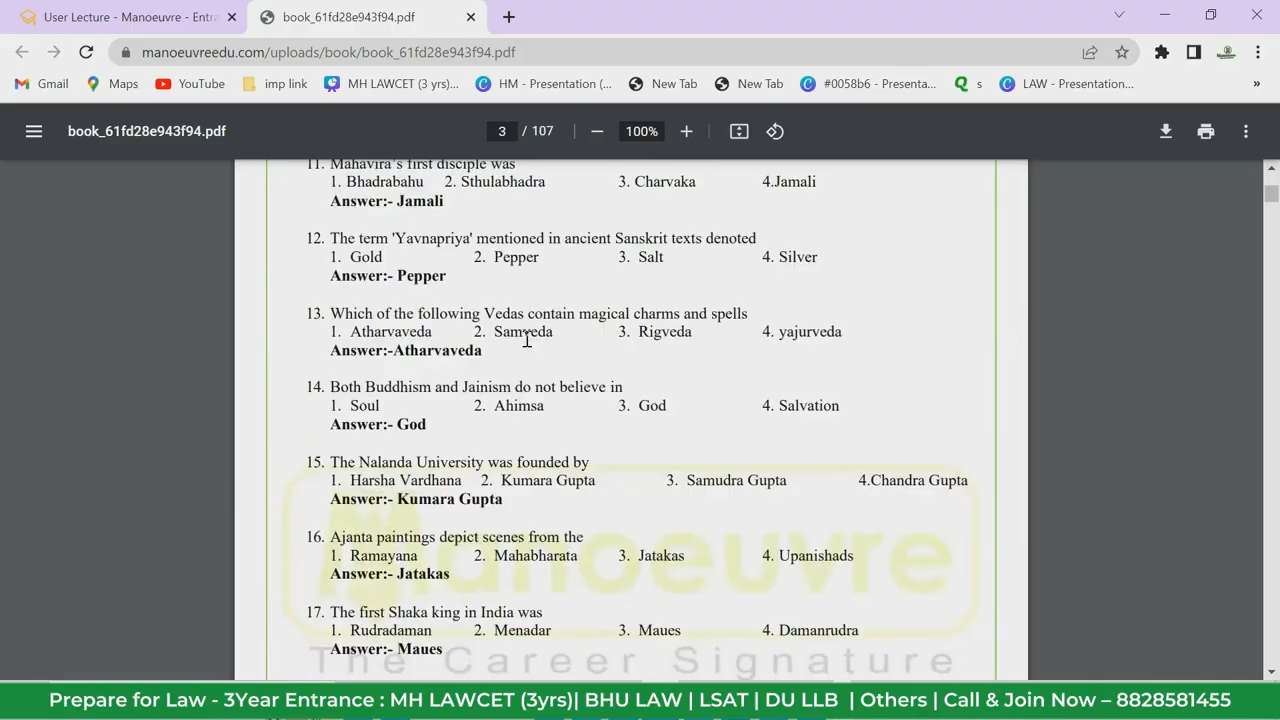 User Lecture - Manoeuvre - Entra
book_61fd28e943f94.pdf
manoeuvreedu.com/uploads/book/book_61fd28e943f94.pdf
Gmail Maps YouTube imp link MH LAWCET (3 yrs)... HM - Presentation (... New Tab New Tab #0058b6 - Presenta... s LAW - Presentation... »
book_61fd28e943f94.pdf 3 / 107 100%
11. Mahavira's first disciple was
1. Bhadrabahu 2. Sthulabhadra 3. Charvaka 4.Jamali
Answer:- Jamali
12. The term 'Yavnapriya' mentioned in ancient Sanskrit texts denoted
1. Gold 2. Pepper 3. Salt 4. Silver
Answer:- Pepper
13. Which of the following Vedas contain magical charms and spells
1. Atharvaveda 2. Samveda 3. Rigveda 4. yajurveda
Answer:-Atharvaveda
14. Both Buddhism and Jainism do not believe in
1. Soul 2. Ahimsa 3. God 4. Salvation
Answer:- God
15. The Nalanda University was founded by
1. Harsha Vardhana 2. Kumara Gupta 3. Samudra Gupta 4.Chandra Gupta
Answer:- Kumara Gupta
16. Ajanta paintings depict scenes from the
1. Ramayana 2. Mahabharata 3. Jatakas 4. Upanishads
Answer:- Jatakas
17. The first Shaka king in India was
1. Rudradaman 2. Menadar 3. Maues 4. Damanrudra
Answer:- Maues
Manoeuvre
The Career Signature
Prepare for Law - 3Year Entrance : MH LAWCET (3yrs)| BHU LAW | LSAT | DU LLB | Others | Call & Join Now – 8828581455